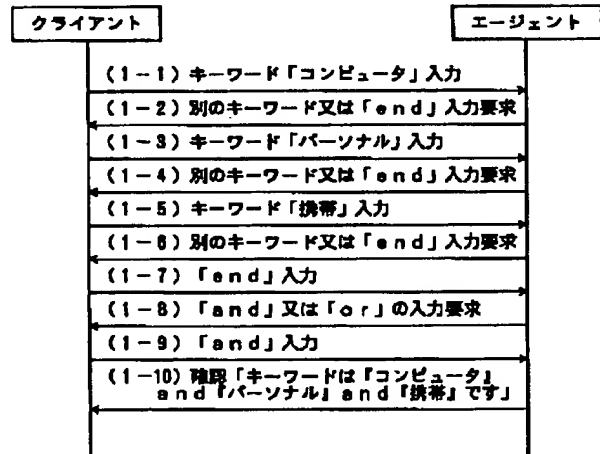 クライアント
エージェント
(1-1)キーワード「コンピュータ」入力
(1-2)別のキーワード又は「end」入力要求
(1-3)キーワード「パーソナル」入力
(1-4)別のキーワード又は「end」入力要求
(1-5)キーワード「携帯」入力
(1-6)別のキーワード又は「end」入力要求
(1-7)「end」入力
(1-8)「and」又は「or」の入力要求
(1-9)「and」入力
(1-10)確認「キーワードは『コンピュータ』
and『パーソナル』and『携帯』です」